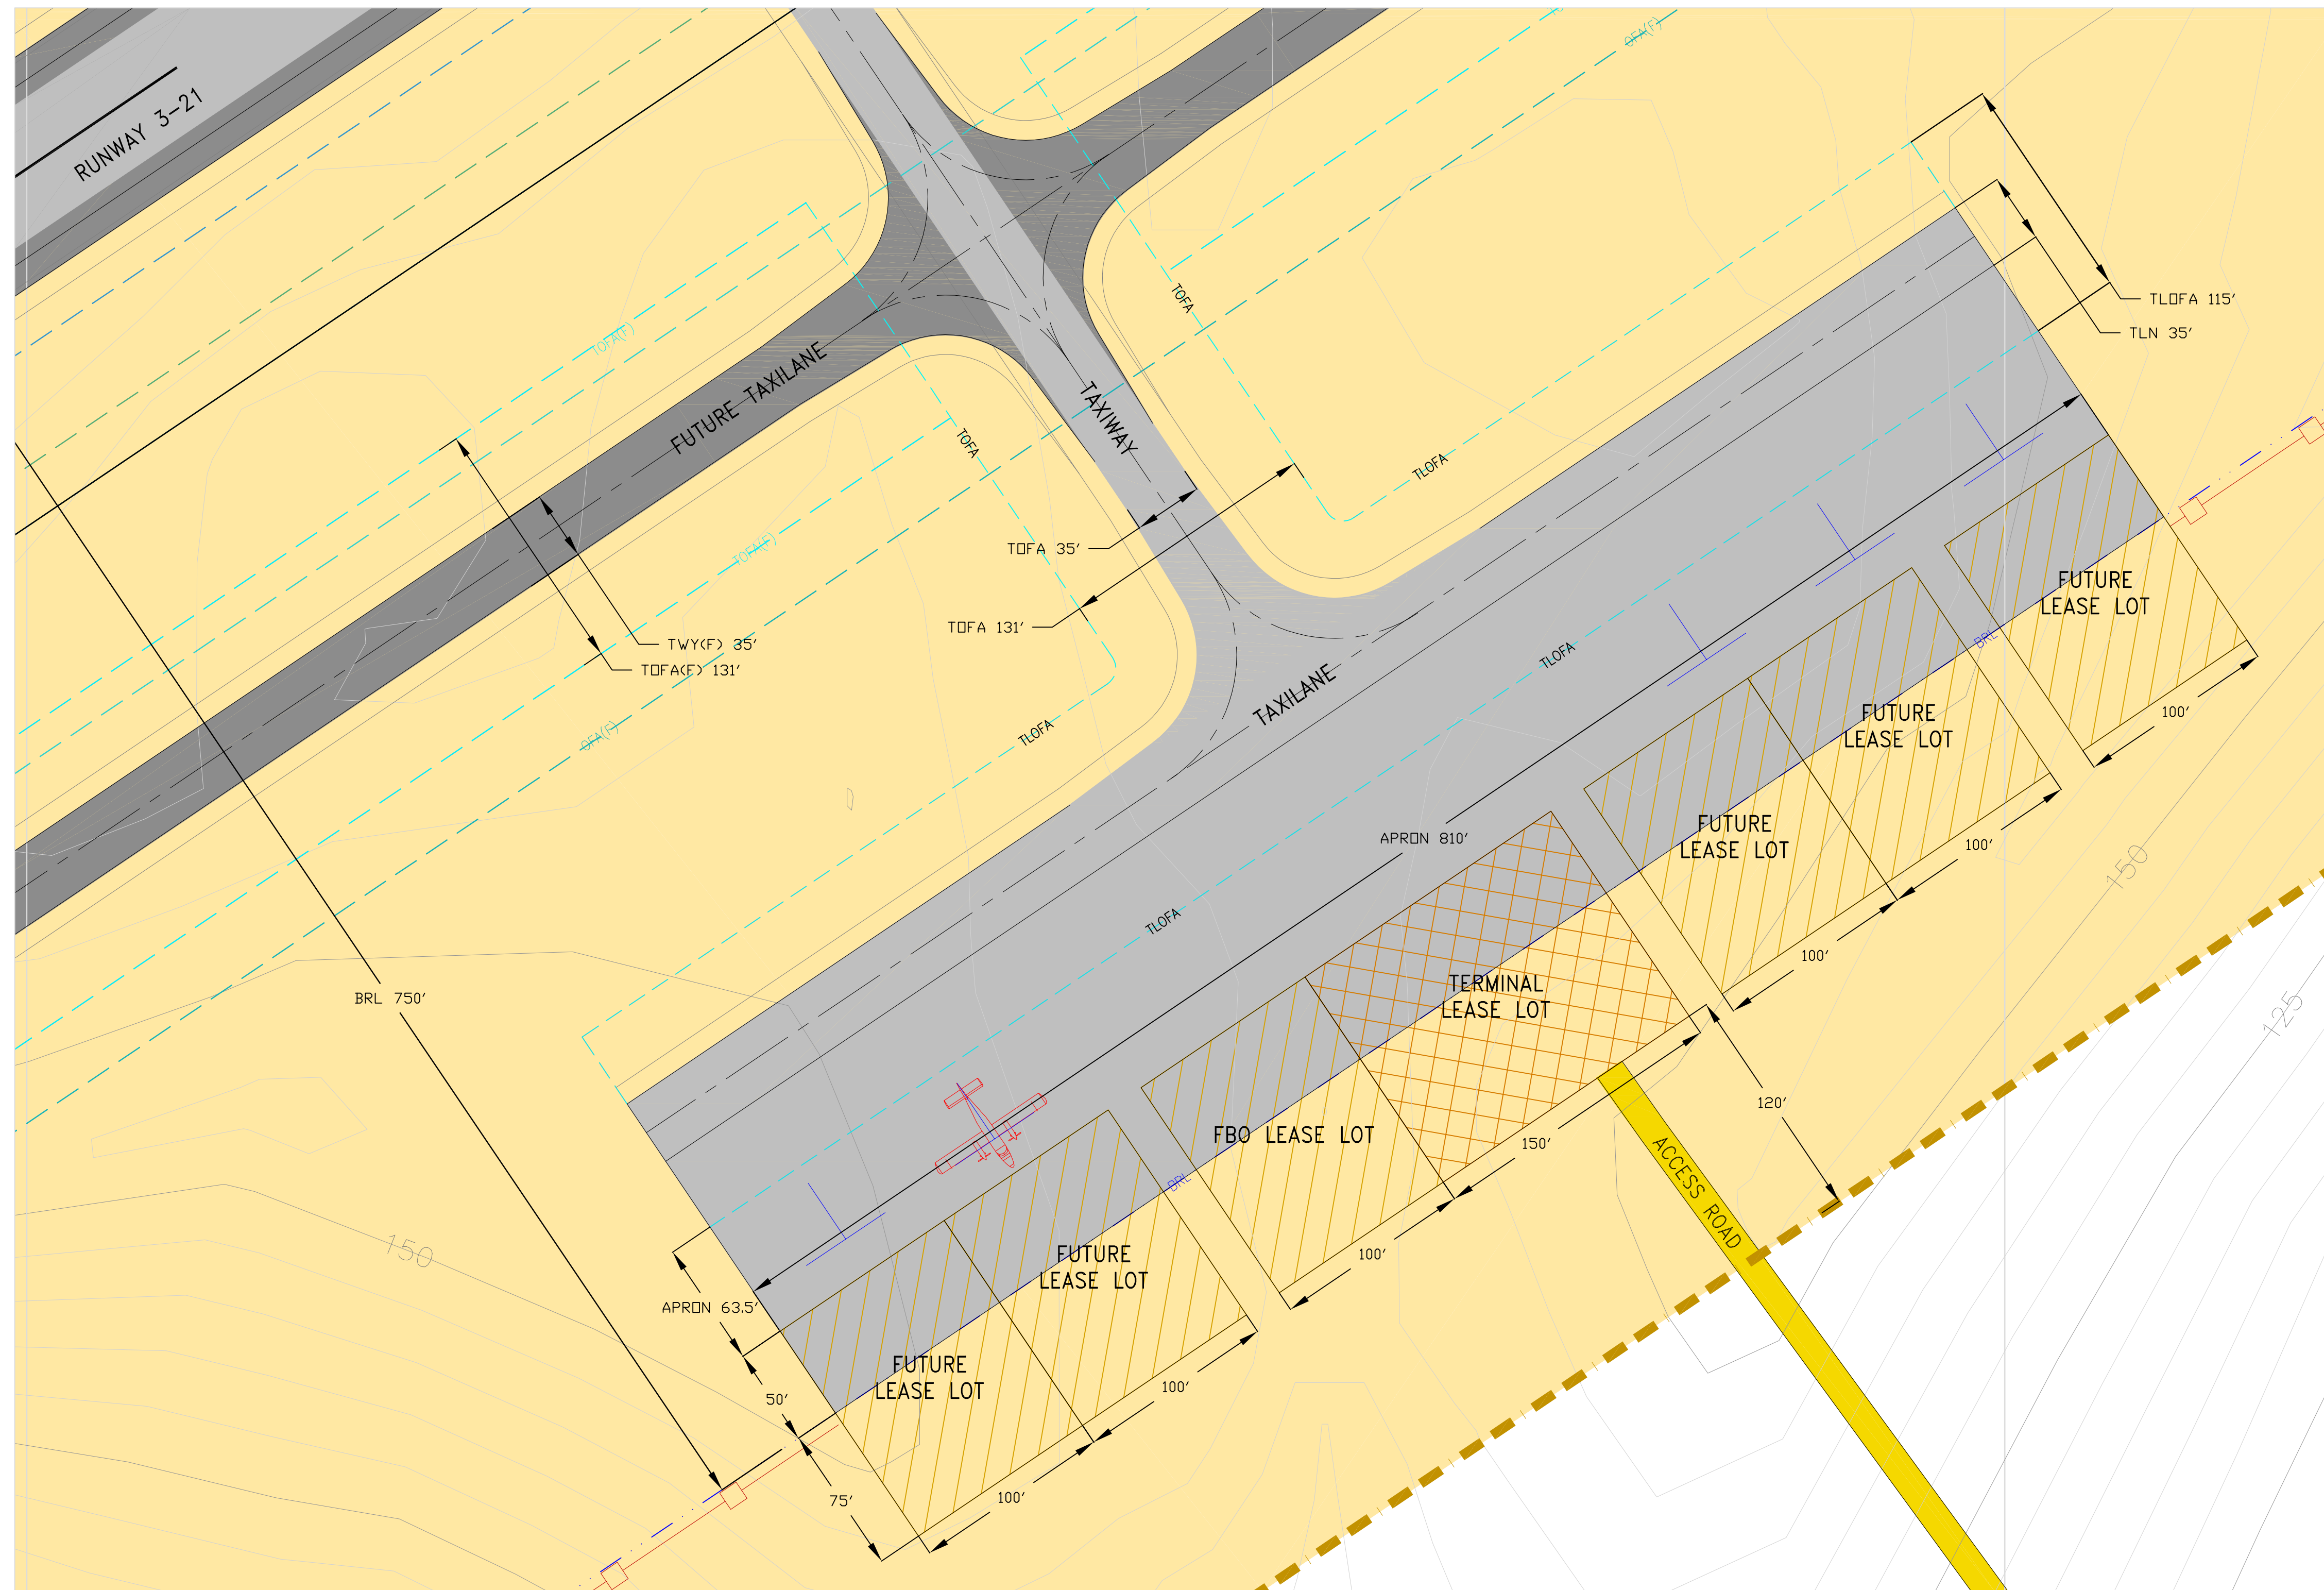 RUNWAY 3-21
OFA(F)
TLOFA 115'
TLN 35'
TOFA
TOFA(F)
FUTURE TAXILANE
TAXIWAY
TOFA
TLOFA
TOFA(F)
TOFA 35'
TOFA 131'
TWY(F) 35'
TOFA(F) 131'
OFA(F)
TLOFA
TAXILANE
TLOFA
FUTURE
LEASE LOT
BRL
100'
FUTURE
LEASE LOT
100'
FUTURE
LEASE LOT
100'
APRON 810'
TLOFA
150
125
BRL 750'
TERMINAL
LEASE LOT
150'
120'
ACCESS ROAD
FBO LEASE LOT
100'
BRL
150
FUTURE
LEASE LOT
100'
APRON 63.5'
FUTURE
LEASE LOT
100'
50'
75'